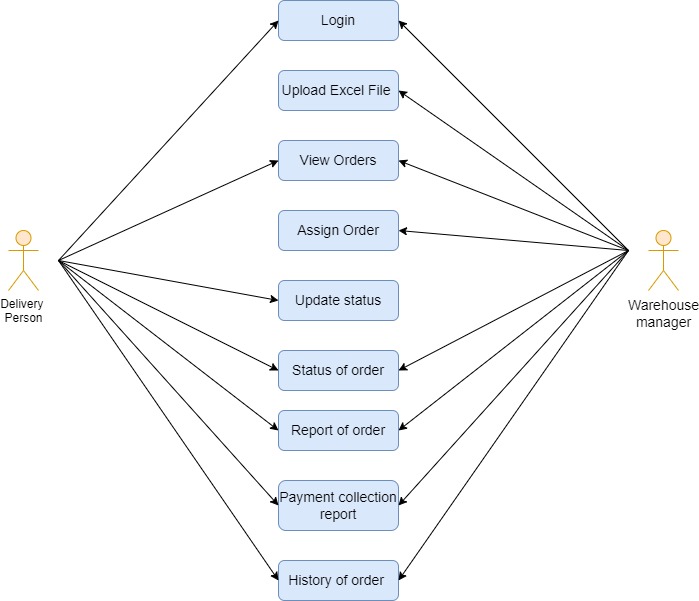 Login
Upload Excel File
View Orders
Assign Order
Update status
Delivery
Person
Warehouse
manager
Status of order
Report of order
Payment collection
report
History of order